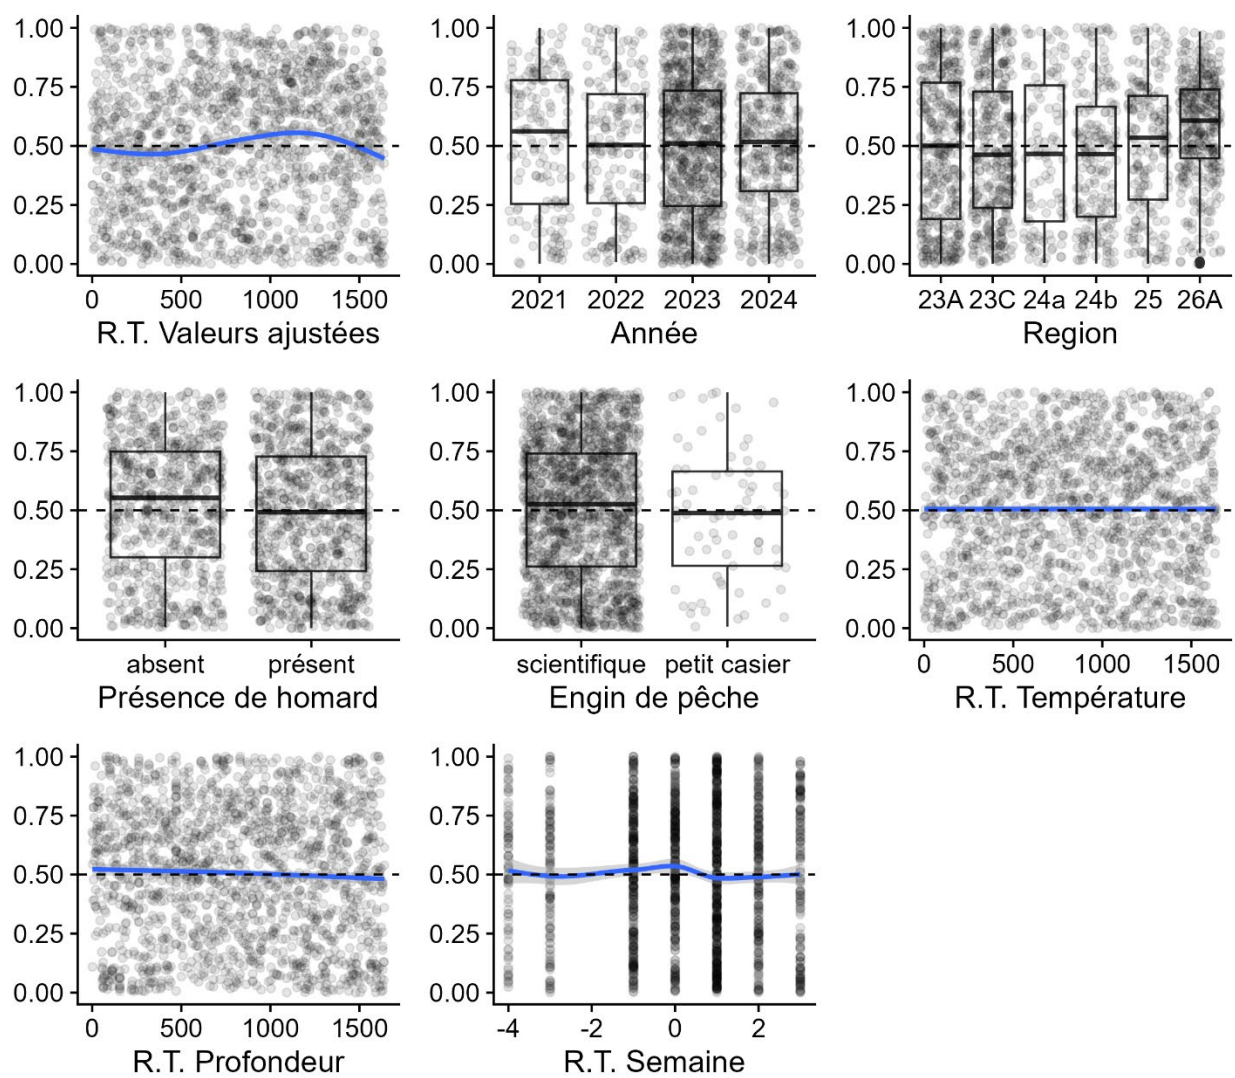 1.00
0.75
0.50
0.25
0.00
0 500 1000 1500
R.T. Valeurs ajustées
1.00
0.75
0.50
0.25
0.00
2021 2022 2023 2024
Année
1.00
0.75
0.50
0.25
0.00
23A 23C 24a 24b 25 26A
Region
1.00
0.75
0.50
0.25
0.00
absent présent
Présence de homard
1.00
0.75
0.50
0.25
0.00
scientifique petit casier
Engin de pêche
1.00
0.75
0.50
0.25
0.00
0 500 1000 1500
R.T. Température
1.00
0.75
0.50
0.25
0.00
0 500 1000 1500
R.T. Profondeur
1.00
0.75
0.50
0.25
0.00
-4 -2 0 2
R.T. Semaine